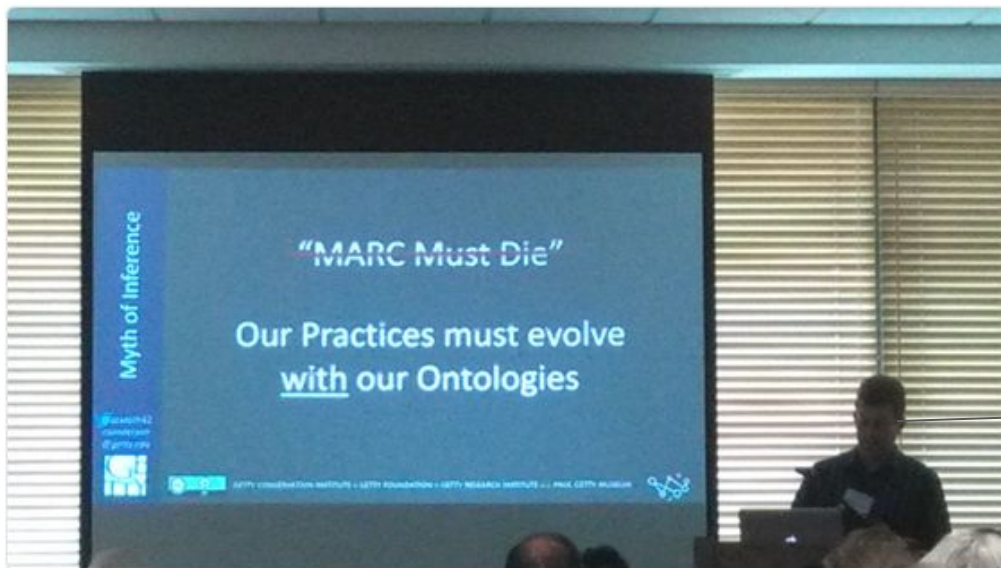 Myth of Inference
“MARC Must Die”
Our Practices must evolve
with our Ontologies
GETTY CONSERVATION INSTITUTE GETTY FOUNDATION GETTY RESEARCH INSTITUTE PAUL GETTY MUSEUM